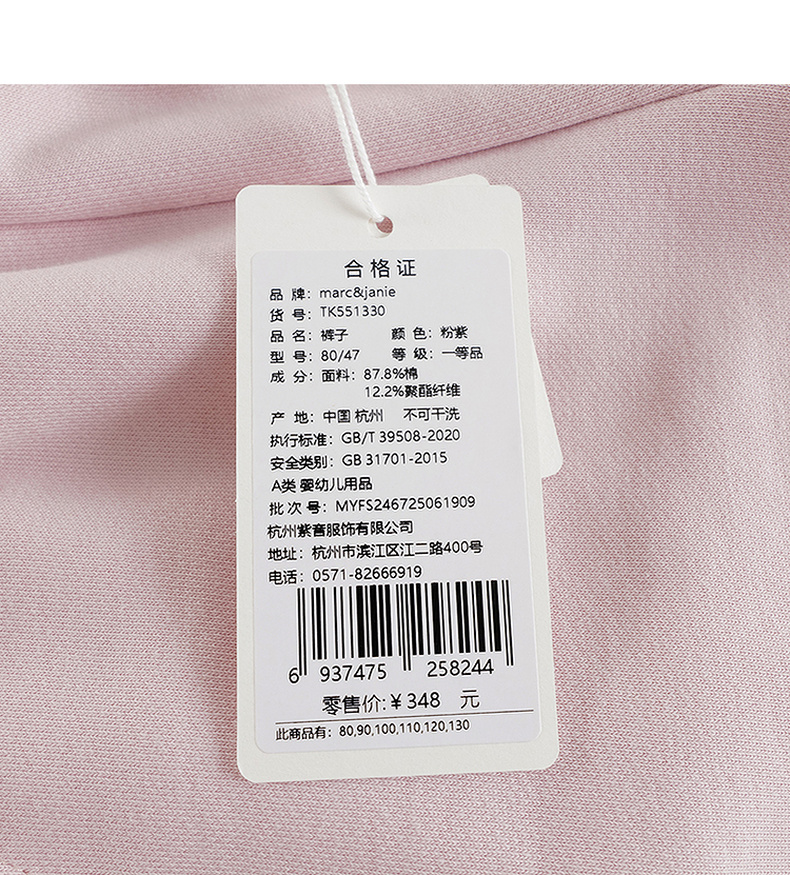 合格证
品 牌: marc&janie
货 号: TK551330
品 名: 裤子 颜 色: 粉紫
型 号: 80/47 等 级: 一等品
成 分: 面料: 87.8%棉
12.2%聚酯纤维
产 地: 中国 杭州 不可干洗
执行标准: GB/T 39508-2020
安全类别: GB 31701-2015
A类 婴幼儿用品
批 次 号: MYFS246725061909
杭州紫音服饰有限公司
地址: 杭州市滨江区江二路400号
电话: 0571-82666919
6 937475 258244
零售价:¥348 元
此商品有: 80,90,100,110,120,130